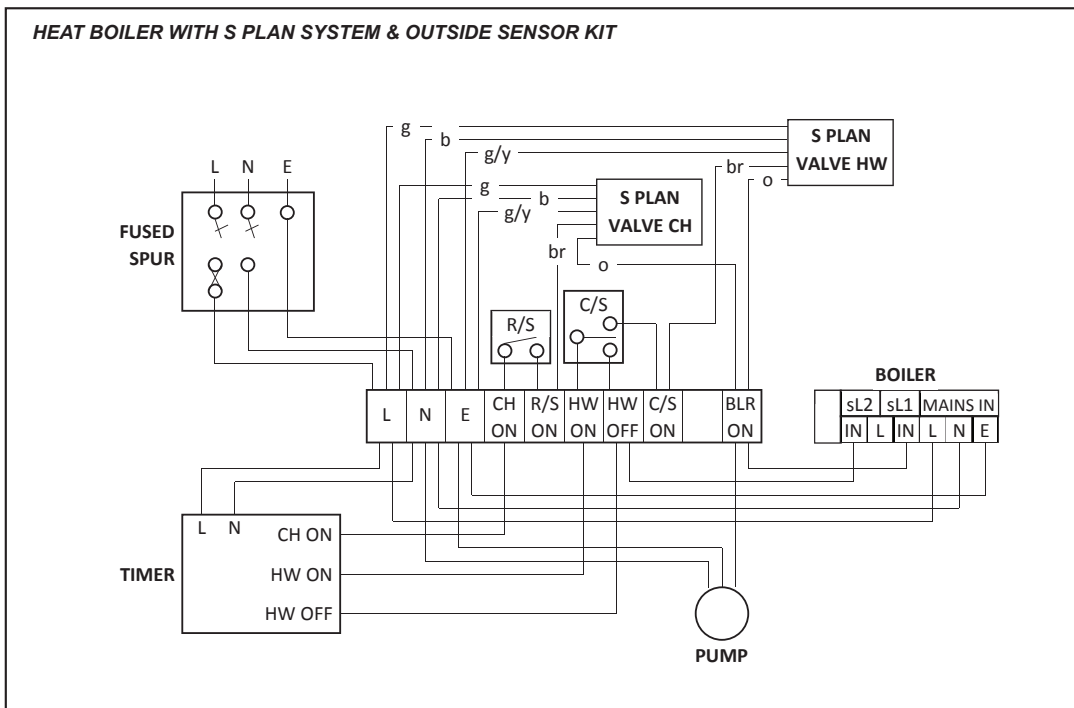 HEAT BOILER WITH S PLAN SYSTEM & OUTSIDE SENSOR KIT
g
b
g/y
br
o
S PLAN
VALVE HW
L N E
FUSED
SPUR
g
b
g/y
br
o
S PLAN
VALVE CH
R/S
C/S
BOILER
sL2 sL1 MAINS IN
IN L IN L N E
L N E CH ON R/S ON HW ON HW OFF C/S ON BLR ON
L N
TIMER
CH ON
HW ON
HW OFF
PUMP